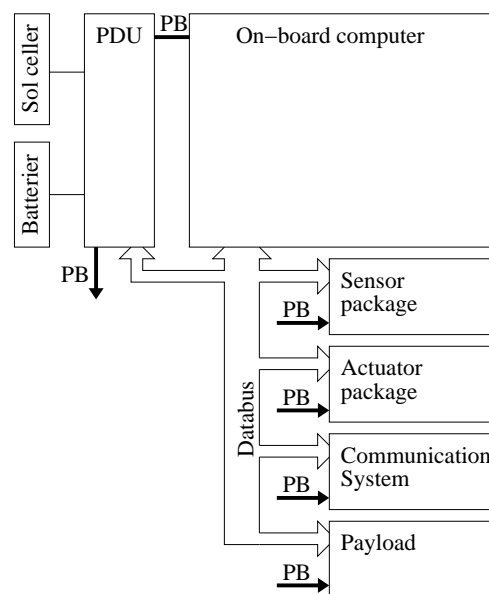 PB
PDU
On−board computer
Sol celler
Batterier
PB
Sensor
package
PB
Actuator
package
PB
Databus
Communication
System
PB
Payload
PB